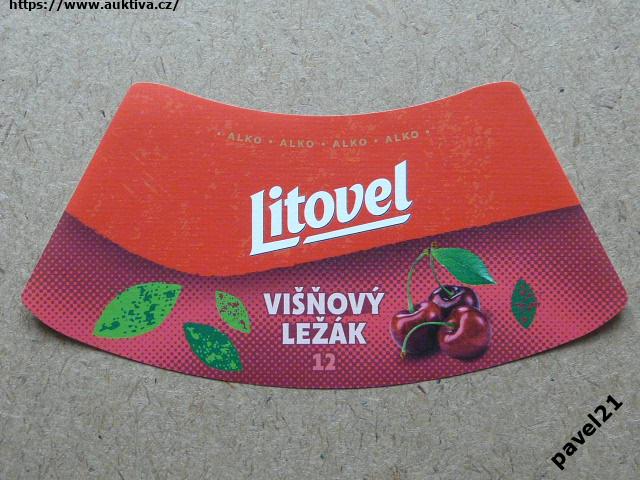 https://www.auktiva.cz/
· ALKO · ALKO · ALKO · ALKO ·
Litovel
VIŠŇOVÝ
LEŽÁK
12
pavel21